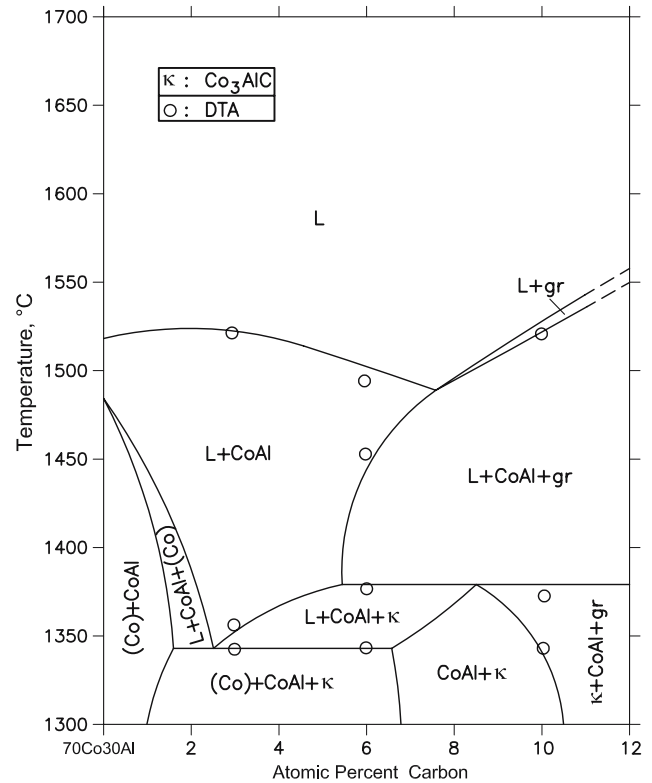 1700
κ : Co₃AlC
○ : DTA
1650
1600
L
1550
L+gr
1500
L+CoAl
L+CoAl+gr
1450
1400
L+CoAl+(Co)
(Co)+CoAl
L+CoAl+κ
1350
κ+CoAl+gr
(Co)+CoAl+κ
CoAl+κ
1300
70Co30Al 2 4 6 8 10 12
Atomic Percent Carbon
Temperature, °C